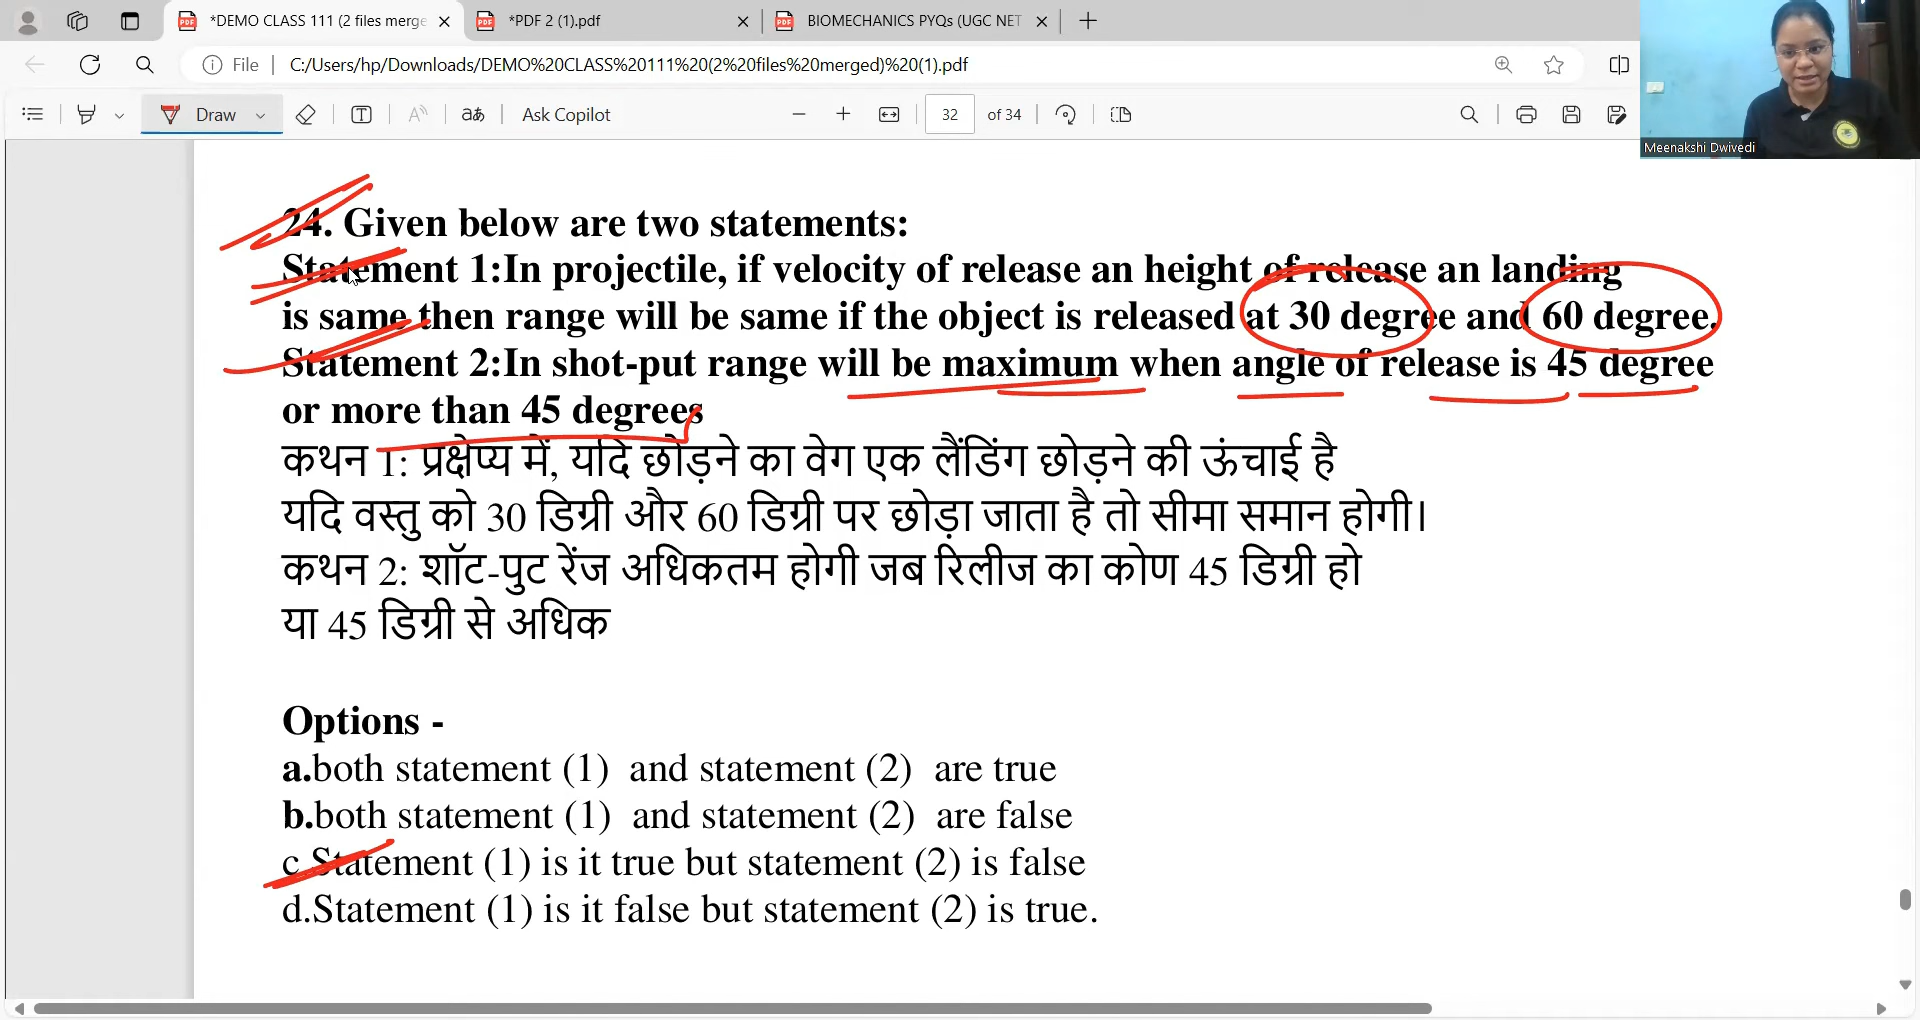 *DEMO CLASS 111 (2 files merge
*PDF 2 (1).pdf
BIOMECHANICS PYQs (UGC NET
File
C:/Users/hp/Downloads/DEMO%20CLASS%20111%20(2%20files%20merged)%20(1).pdf
Draw
T
A
aあ
Ask Copilot
32 of 34
Meenakshi Dwivedi
24. Given below are two statements:
Statement 1:In projectile, if velocity of release an height of release an landing
is same then range will be same if the object is released at 30 degree and 60 degree.
Statement 2:In shot-put range will be maximum when angle of release is 45 degree
or more than 45 degrees
कथन 1: प्रक्षेप्य में, यदि छोड़ने का वेग एक लैंडिंग छोड़ने की ऊंचाई है
यदि वस्तु को 30 डिग्री और 60 डिग्री पर छोड़ा जाता है तो सीमा समान होगी।
कथन 2: शॉट-पुट रेंज अधिकतम होगी जब रिलीज का कोण 45 डिग्री हो
या 45 डिग्री से अधिक
Options -
a.both statement (1) and statement (2) are true
b.both statement (1) and statement (2) are false
c.Statement (1) is it true but statement (2) is false
d.Statement (1) is it false but statement (2) is true.